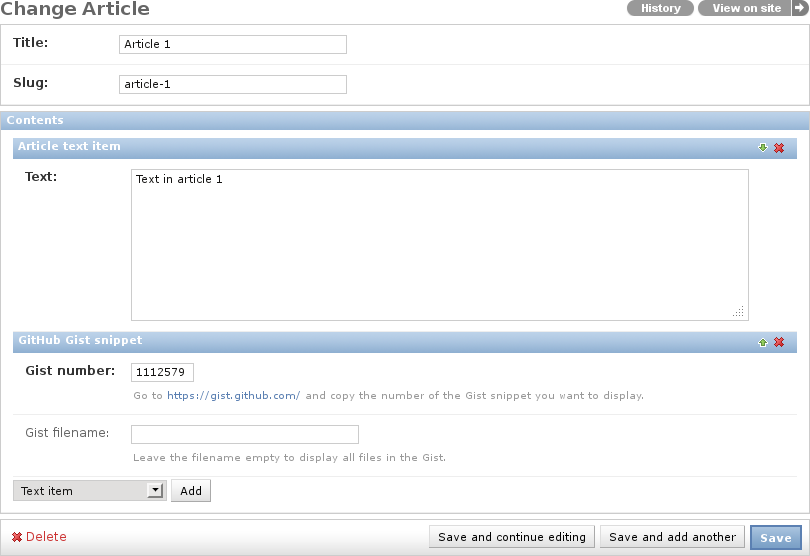 Change Article
History
View on site
Title:
Article 1
Slug:
article-1
Contents
Article text item
Text:
Text in article 1
GitHub Gist snippet
Gist number:
1112579
Go to https://gist.github.com/ and copy the number of the Gist snippet you want to display.
Gist filename:
Leave the filename empty to display all files in the Gist.
Text item
Add
Delete
Save and continue editing
Save and add another
Save